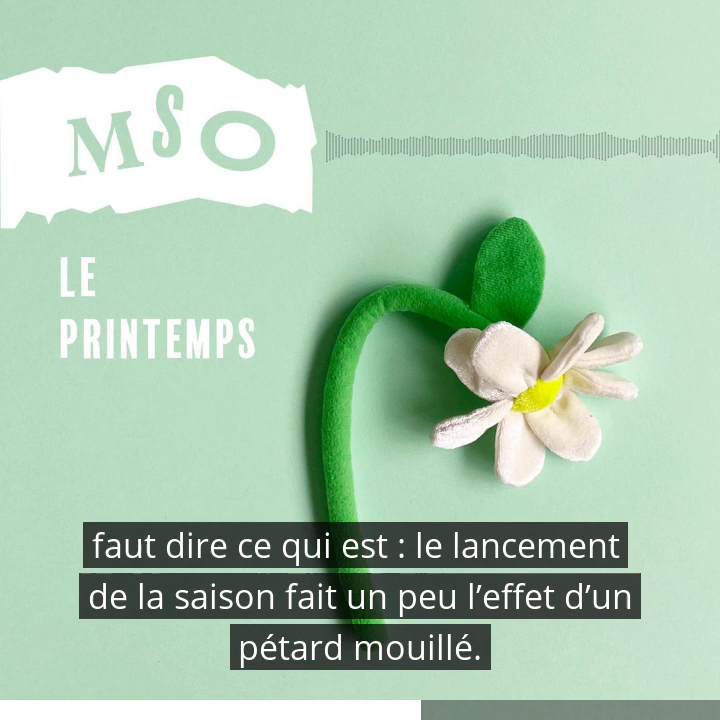 MSO
LE
PRINTEMPS
faut dire ce qui est : le lancement
de la saison fait un peu l’effet d’un
pétard mouillé.